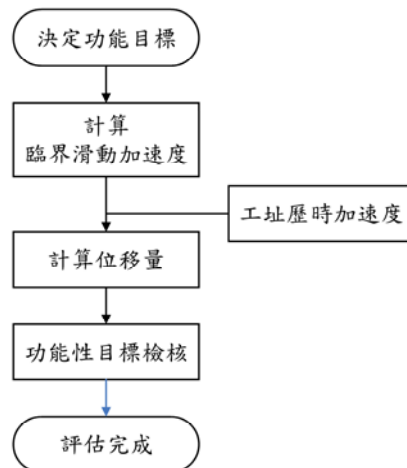 決定功能目標
計算
臨界滑動加速度
工址歷時加速度
計算位移量
功能性目標檢核
評估完成